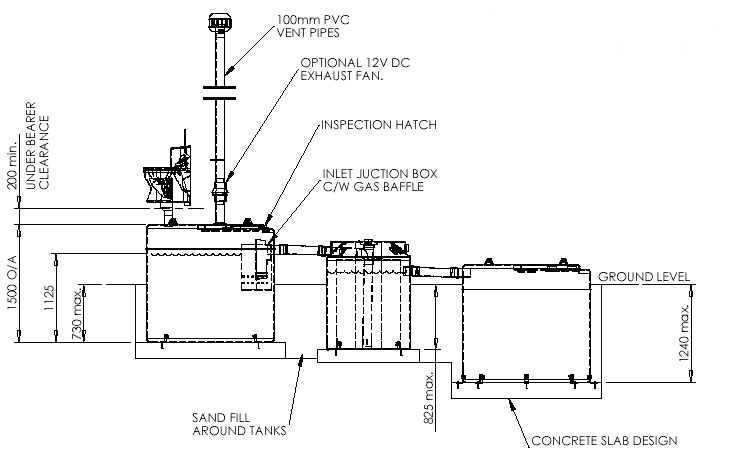 100mm PVC
VENT PIPES
OPTIONAL 12V DC
EXHAUST FAN.
INSPECTION HATCH
INLET JUCTION BOX
C/W GAS BAFFLE
200 min.
UNDER BEARER
CLEARANCE
1500 O/A
1125
730 max.
GROUND LEVEL
825 max.
1240 max.
SAND FILL
AROUND TANKS
CONCRETE SLAB DESIGN